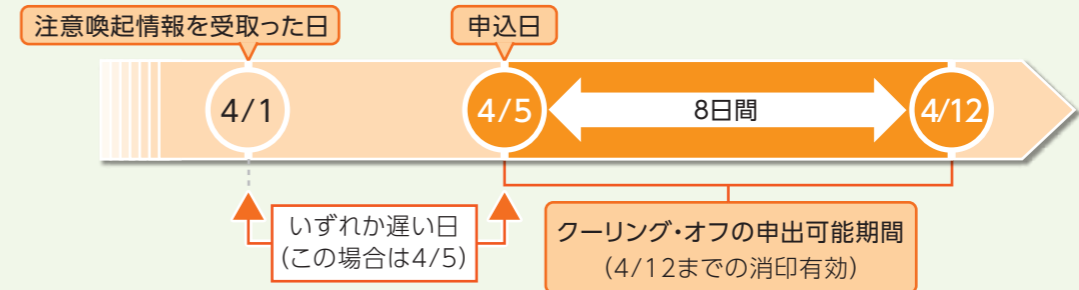 注意喚起情報を受取った日
申込日
4/1
4/5
8日間
4/12
いずれか遅い日
(この場合は4/5)
クーリング・オフの申出可能期間
(4/12までの消印有効)